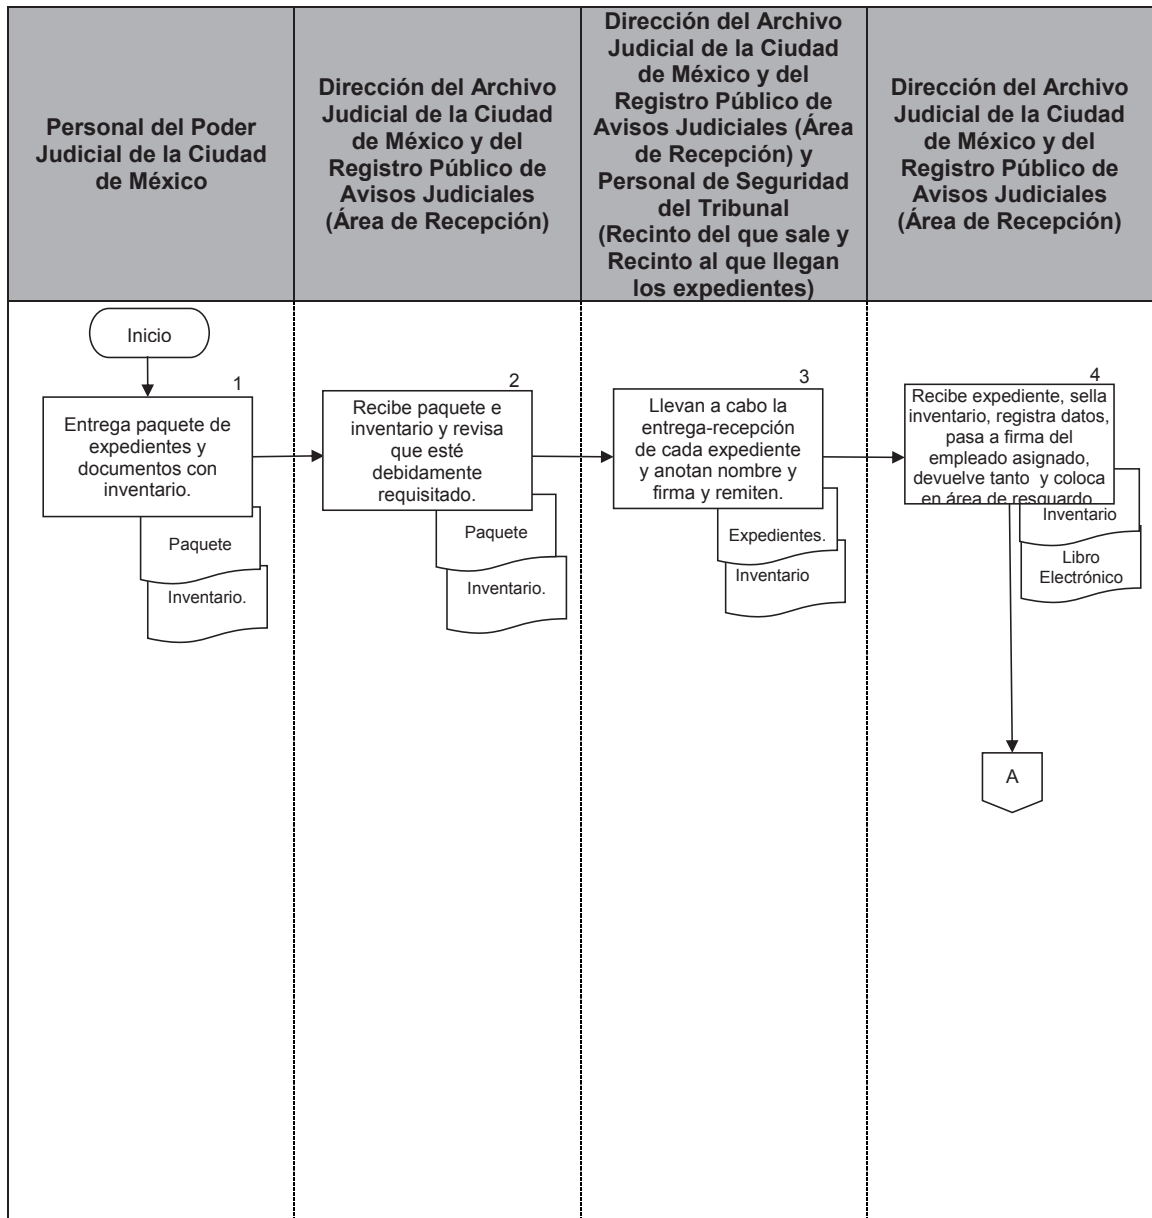 Personal del Poder
Judicial de la Ciudad
de México
Dirección del Archivo
Judicial de la Ciudad
de México y del
Registro Público de
Avisos Judiciales
(Área de Recepción)
Dirección del Archivo
Judicial de la Ciudad
de México y del
Registro Público de
Avisos Judiciales (Área
de Recepción) y
Personal de Seguridad
del Tribunal
(Recinto del que sale y
Recinto al que llegan
los expedientes)
Dirección del Archivo
Judicial de la Ciudad
de México y del
Registro Público de
Avisos Judiciales
(Área de Recepción)
Inicio
1
Entrega paquete de
expedientes y
documentos con
inventario.
Paquete
Inventario.
2
Recibe paquete e
inventario y revisa
que esté
debidamente
requisitado.
Paquete
Inventario.
3
Llevan a cabo la
entrega-recepción
de cada expediente
y anotan nombre y
firma y remiten.
Expedientes.
Inventario
4
Recibe expediente, sella
inventario, registra datos,
pasa a firma del
empleado asignado,
devuelve tanto y coloca
en área de resguardo
Inventario
Libro
Electrónico
A